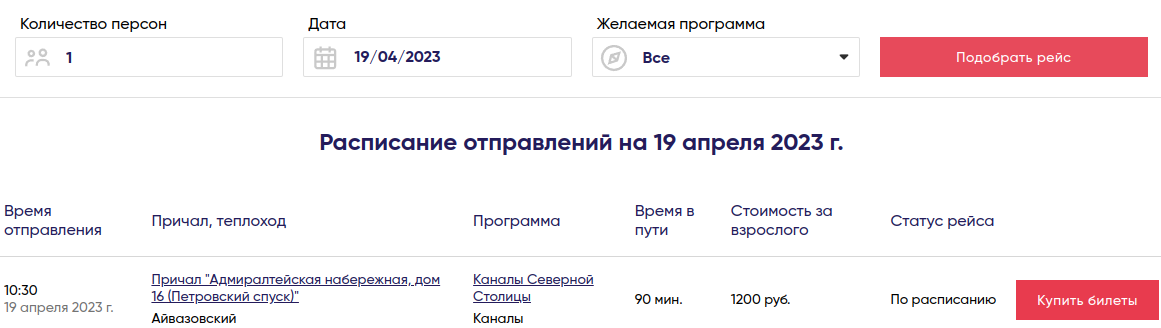 Количество персон
Дата
Желаемая программа
1
19/04/2023
Все
Подобрать рейс
Расписание отправлений на 19 апреля 2023 г.
Время отправления
Причал, теплоход
Программа
Время в пути
Стоимость за взрослого
Статус рейса
10:30
19 апреля 2023 г.
Причал "Адмиралтейская набережная, дом
16 (Петровский спуск)"
Айвазовский
Каналы Северной
Столицы
Каналы
90 мин.
1200 руб.
По расписанию
Купить билеты